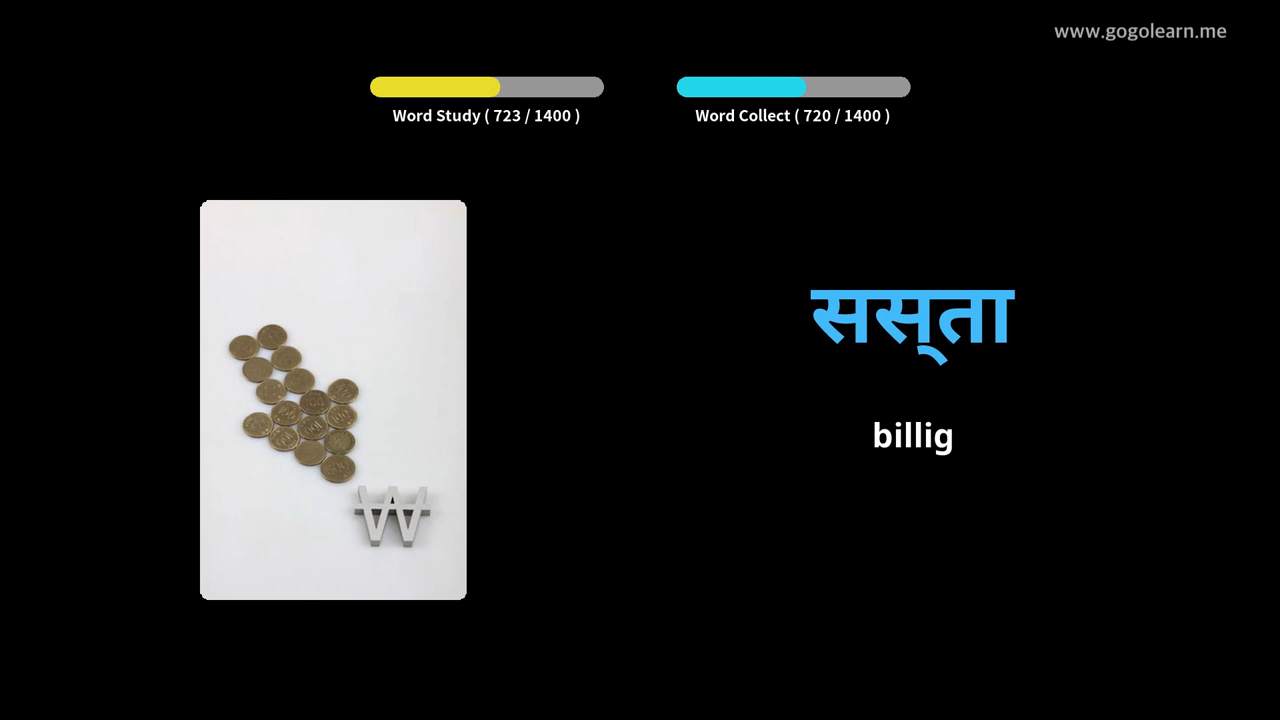 www.gogolearn.me
Word Study ( 723 / 1400 )
Word Collect ( 720 / 1400 )
सस्ता
billig
₩